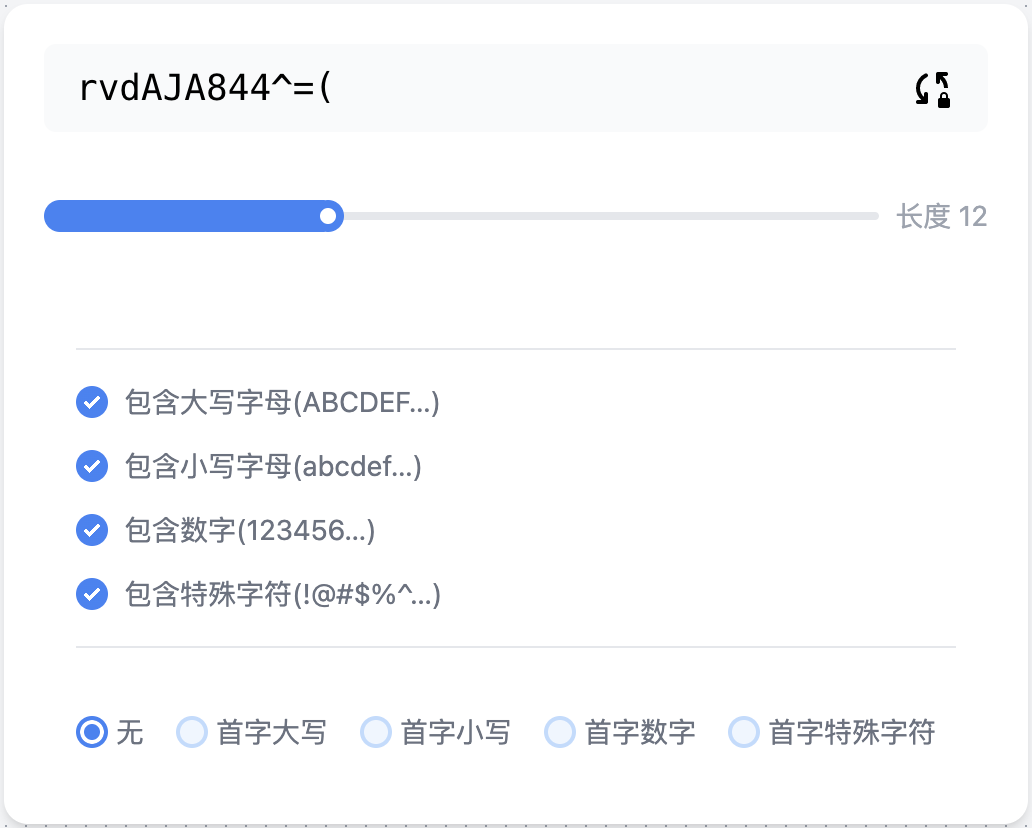 rvdAJA844^=(
长度 12
包含大写字母(ABCDEF...)
包含小写字母(abcdef...)
包含数字(123456...)
包含特殊字符(!@#$%^...)
无 首字大写 首字小写 首字数字 首字特殊字符